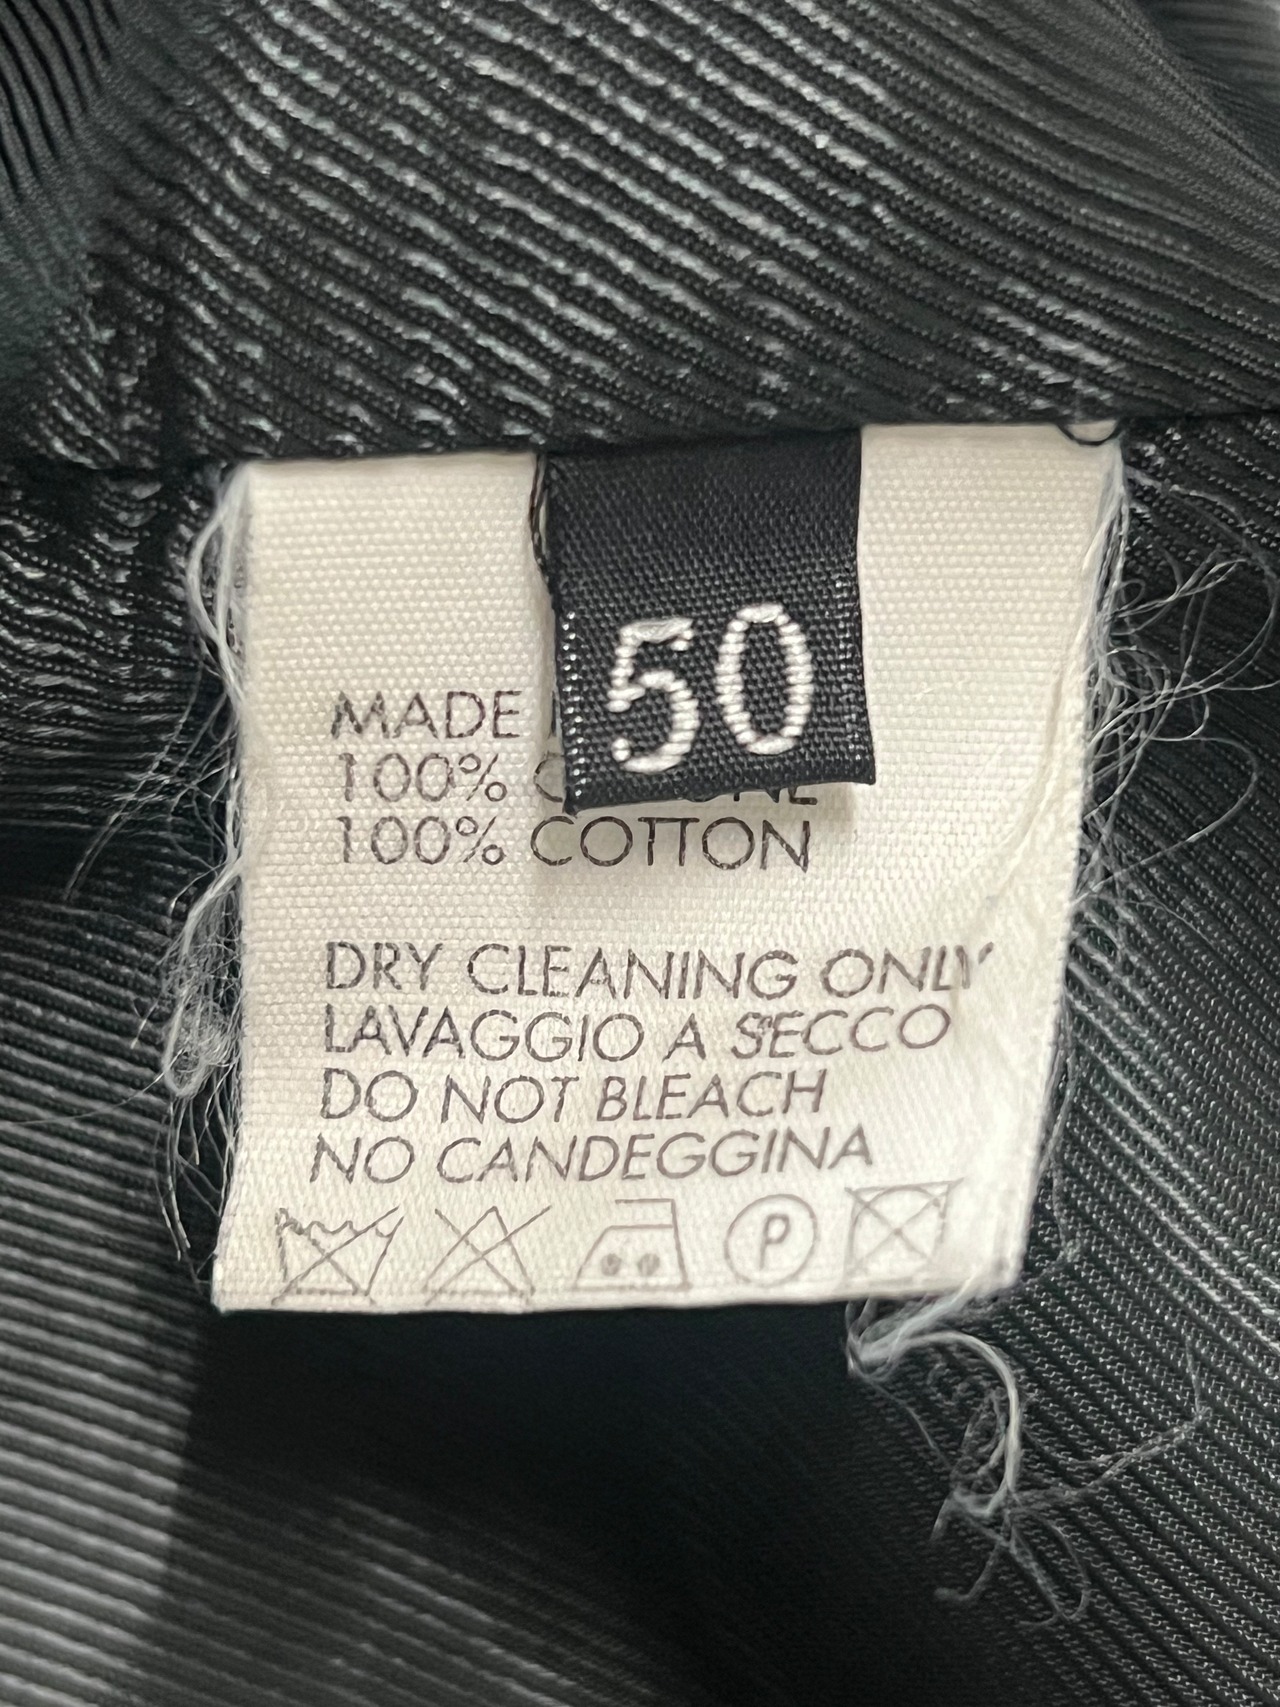 50
MADE
100%
100% COTTON
DRY CLEANING ONLY
LAVAGGIO A SECCO
DO NOT BLEACH
NO CANDEGGINA
P